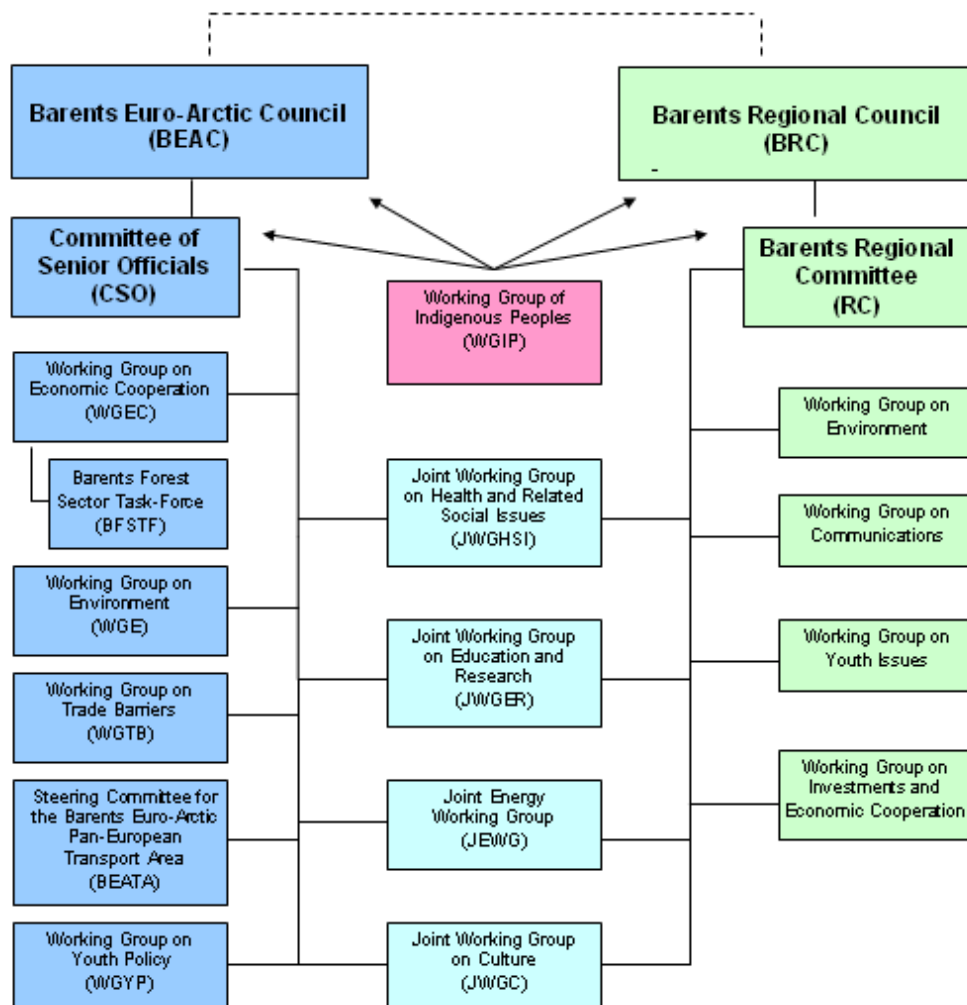 Barents Euro-Arctic Council
(BEAC)
Barents Regional Council
(BRC)
-
Committee of
Senior Officials
(CSO)
Working Group of
Indigenous Peoples
(WGIP)
Barents Regional
Committee
(RC)
Working Group on
Economic Cooperation
(WGEC)
Barents Forest
Sector Task-Force
(BFSTF)
Working Group on
Environment
(WGE)
Working Group on
Trade Barriers
(WGTB)
Steering Committee for
the Barents Euro-Arctic
Pan-European
Transport Area
(BEATA)
Working Group on
Youth Policy
(WGYP)
Joint Working Group
on Health and Related
Social Issues
(JWGHSI)
Joint Working Group
on Education and
Research
(JWGER)
Joint Energy
Working Group
(JEWG)
Joint Working Group
on Culture
(JWGC)
Working Group on
Environment
Working Group on
Communications
Working Group on
Youth Issues
Working Group on
Investments and
Economic Cooperation